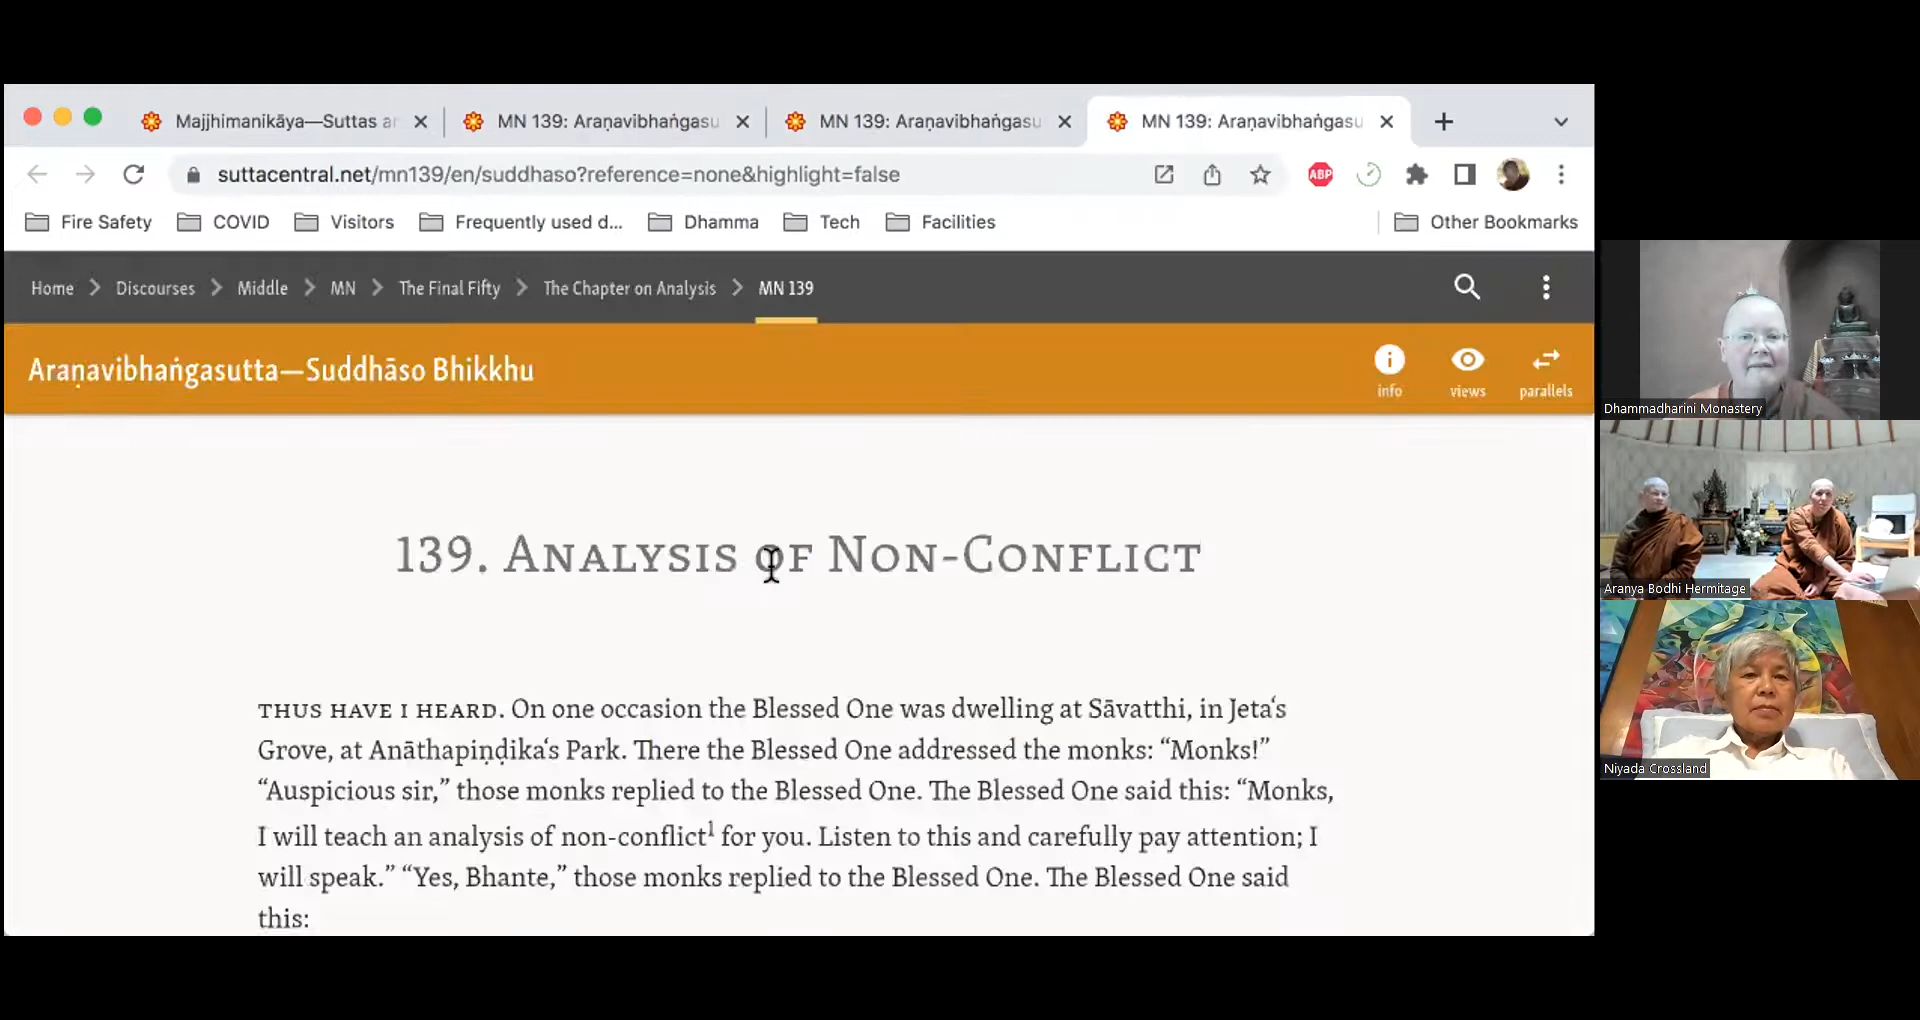 Majjhimanikāya—Suttas ar
MN 139: Araṇavibhaṅgasu
MN 139: Araṇavibhaṅgasu
MN 139: Araṇavibhaṅgasu
suttacentral.net/mn139/en/suddhaso?reference=none&highlight=false
ABP
Fire Safety
COVID
Visitors
Frequently used d...
Dhamma
Tech
Facilities
Other Bookmarks
Home > Discourses > Middle > MN > The Final Fifty > The Chapter on Analysis > MN 139
Araṇavibhaṅgasutta—Suddhāso Bhikkhu
info
views
parallels
139. Analysis of Non-Conflict
THUS HAVE I HEARD. On one occasion the Blessed One was dwelling at Sāvatthi, in Jeta‘s
Grove, at Anāthapiṇḍika‘s Park. There the Blessed One addressed the monks: “Monks!”
“Auspicious sir,” those monks replied to the Blessed One. The Blessed One said this: “Monks,
I will teach an analysis of non-conflict¹ for you. Listen to this and carefully pay attention; I
will speak.” “Yes, Bhante,” those monks replied to the Blessed One. The Blessed One said
this:
Dhammadharini Monastery
Aranya Bodhi Hermitage
Niyada Crossland